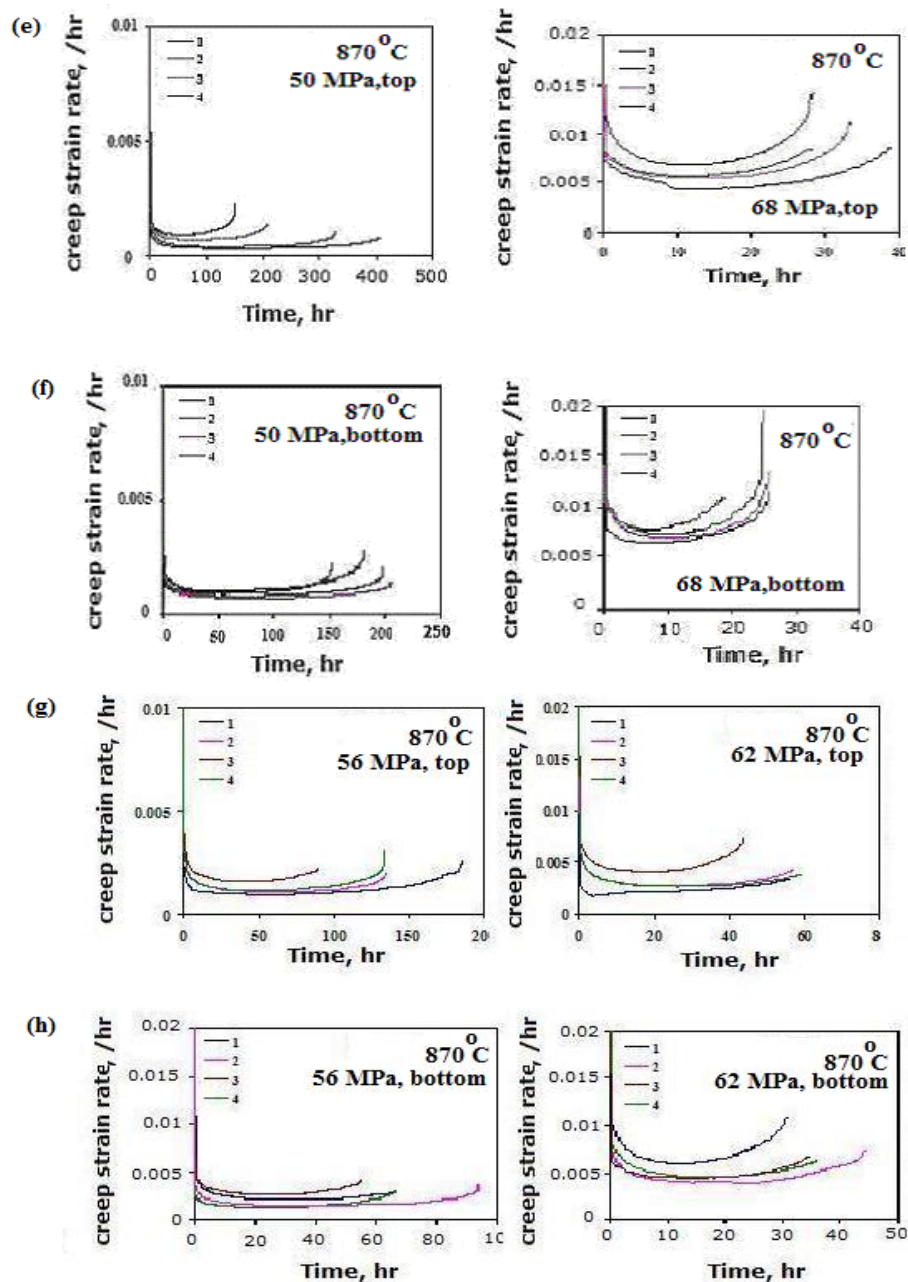 (e)
creep strain rate, /hr
0.01
0.005
0
0
2
3
4
870°C
50 MPa,top
0 100 200 300 400 500
Time, hr
creep strain rate, /hr
0.02
0.015
0.01
0.005
0
0
2
3
4
870°C
68 MPa,top
0 10 20 30 40
Time, hr
(f)
creep strain rate, /hr
0.01
0.005
0
0
2
3
4
870°C
50 MPa,bottom
0 50 100 150 200 250
Time, hr
creep strain rate, /hr
0.02
0.015
0.01
0.005
0
0
2
3
4
870°C
68 MPa,bottom
0 10 20 30 40
Time, hr
(g)
creep strain rate, /hr
0.01
0.005
0
1
2
3
4
870°C
56 MPa, top
0 50 100 150 20
Time, hr
creep strain rate, /hr
0.02
0.015
0.01
0.005
0
1
2
3
4
870°C
62 MPa, top
0 20 40 60 8
Time, hr
(h)
creep strain rate, /hr
0.02
0.015
0.01
0.005
0
1
2
3
4
870°C
56 MPa, bottom
0 20 40 60 80 10
Time, hr
creep strain rate, /hr
0.02
0.015
0.01
0.005
0
1
2
3
4
870°C
62 MPa, bottom
0 10 20 30 40 50
Time, hr